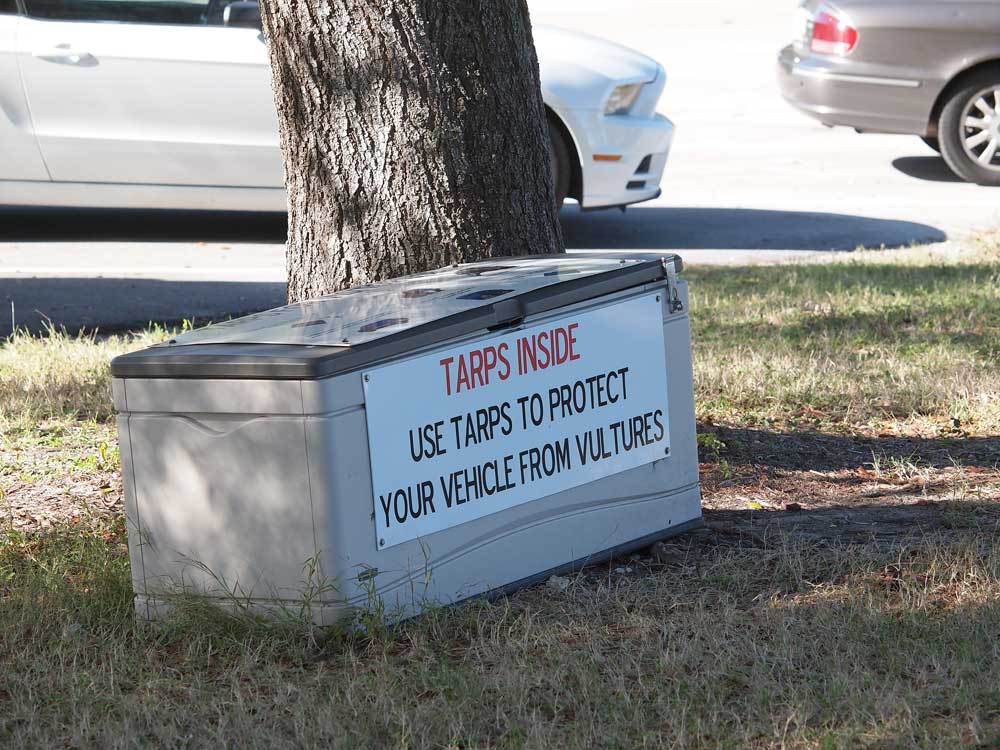 TARPS INSIDE
USE TARPS TO PROTECT
YOUR VEHICLE FROM VULTURES